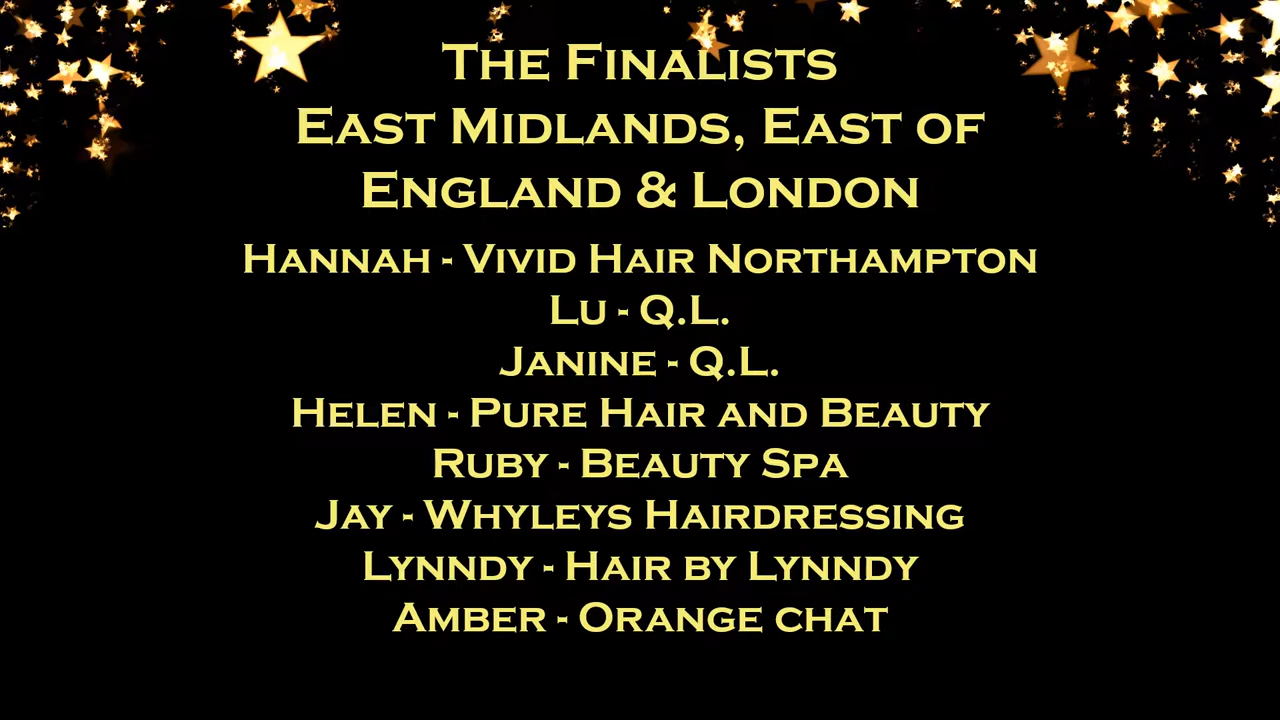 The Finalists
East Midlands, East of
England & London
Hannah - Vivid Hair Northampton
Lu - Q.L.
Janine - Q.L.
Helen - Pure Hair and Beauty
Ruby - Beauty Spa
Jay - Whyleys Hairdressing
Lynndy - Hair by Lynndy
Amber - Orange chat